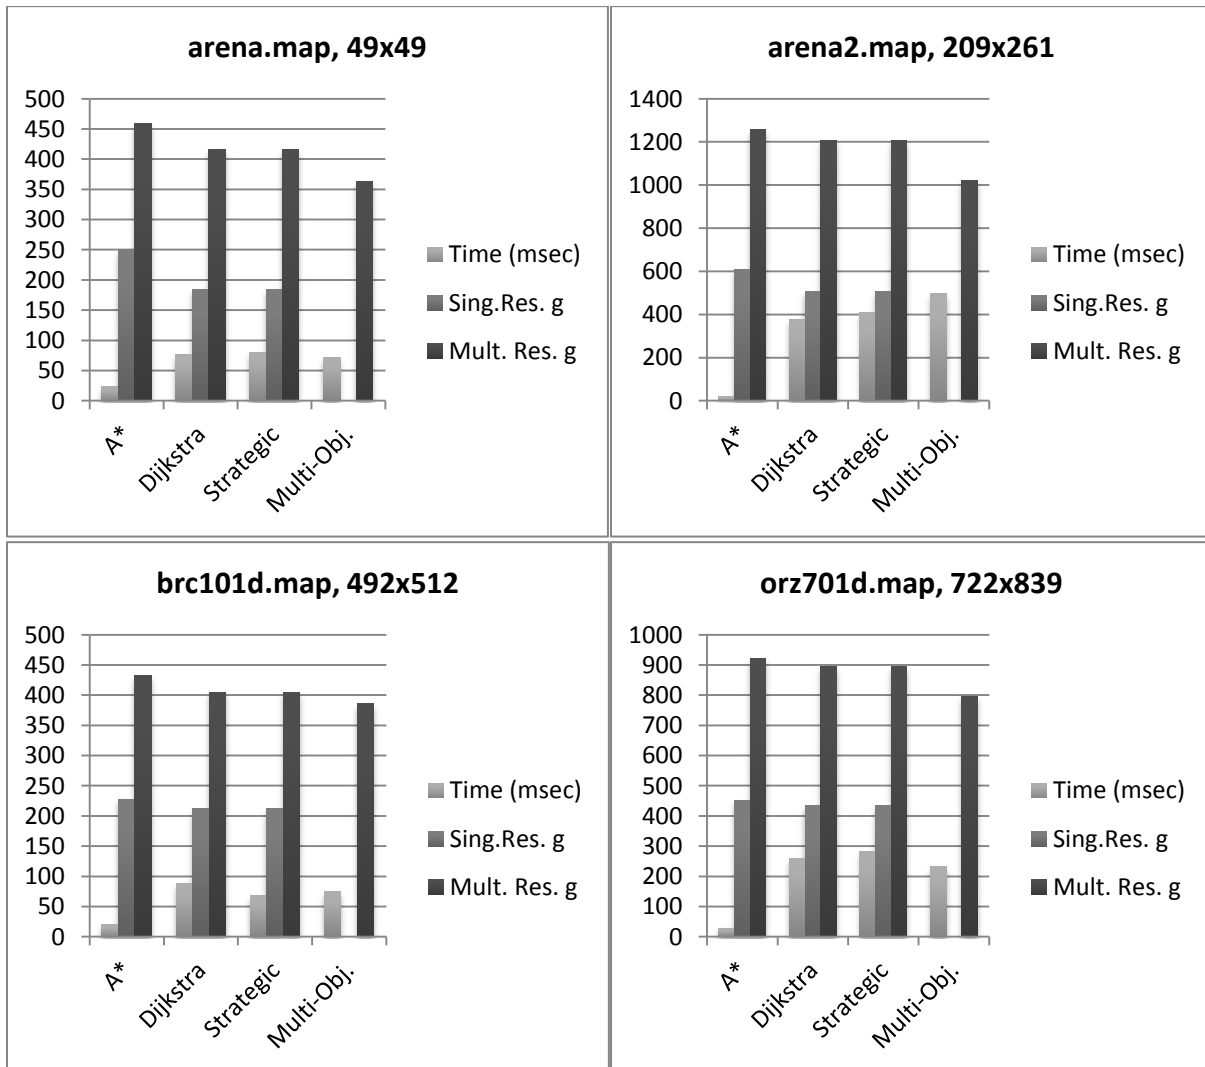 arena.map, 49x49
500
450
400
350
300
250
200
150
100
50
0
A*
Dijkstra
Strategic
Multi-Obj.
Time (msec)
Sing.Res. g
Mult. Res. g
arena2.map, 209x261
1400
1200
1000
800
600
400
200
0
A*
Dijkstra
Strategic
Multi-Obj.
Time (msec)
Sing.Res. g
Mult. Res. g
brc101d.map, 492x512
500
450
400
350
300
250
200
150
100
50
0
A*
Dijkstra
Strategic
Multi-Obj.
Time (msec)
Sing.Res. g
Mult. Res. g
orz701d.map, 722x839
1000
900
800
700
600
500
400
300
200
100
0
A*
Dijkstra
Strategic
Multi-Obj.
Time (msec)
Sing.Res. g
Mult. Res. g